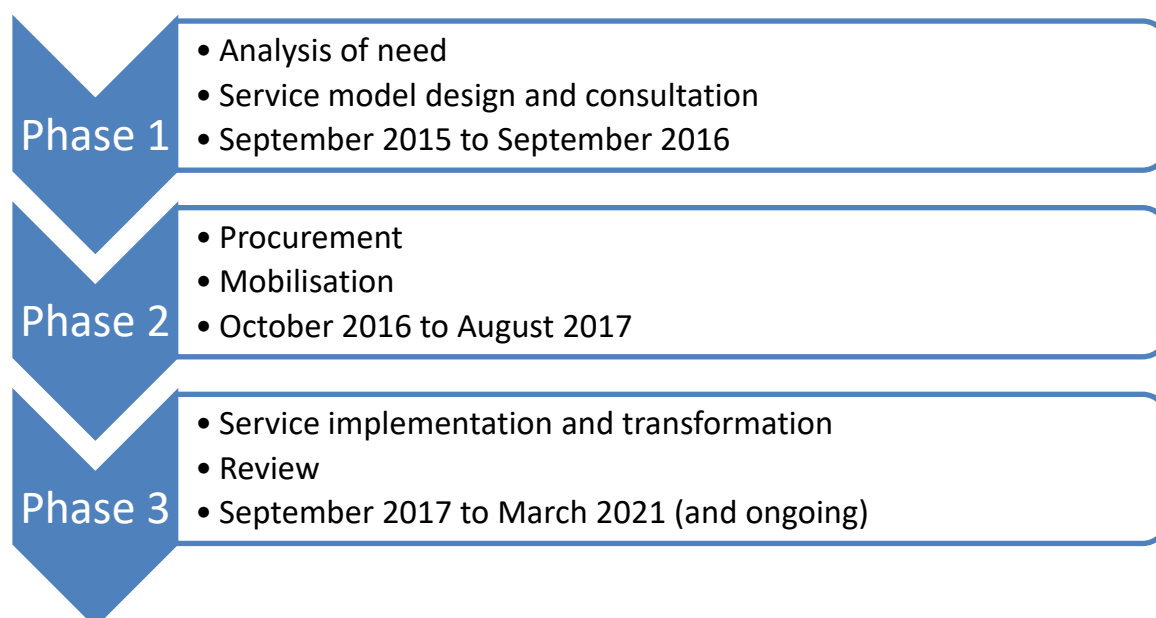 Phase 1
• Analysis of need
• Service model design and consultation
• September 2015 to September 2016
Phase 2
• Procurement
• Mobilisation
• October 2016 to August 2017
Phase 3
• Service implementation and transformation
• Review
• September 2017 to March 2021 (and ongoing)